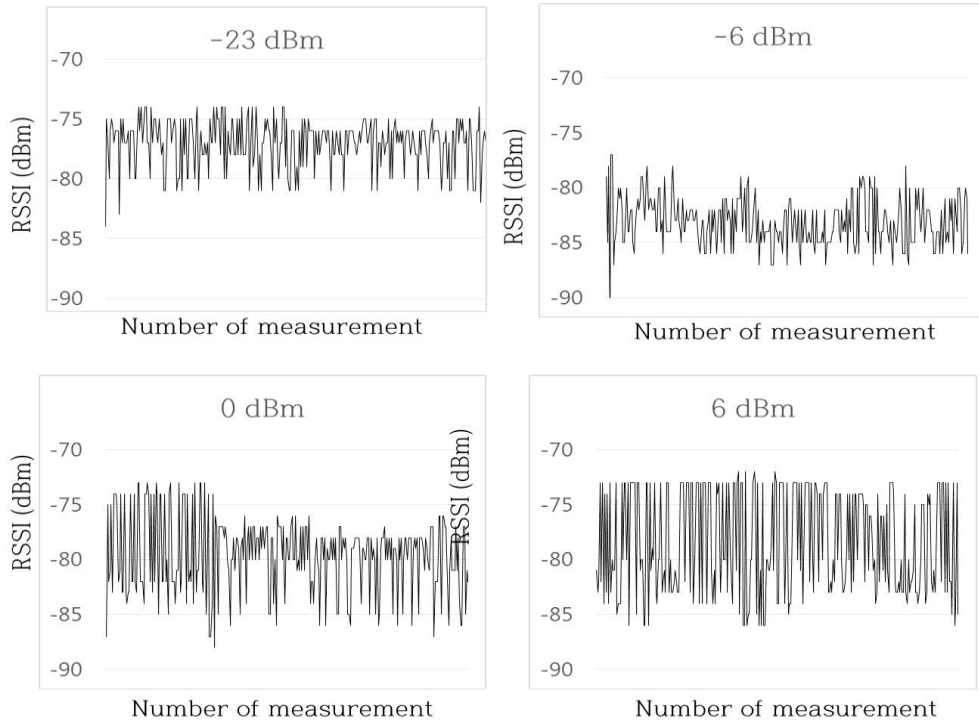 -23 dBm
-70
-75
-80
-85
-90
RSSI (dBm)
Number of measurement
-6 dBm
-70
-75
-80
-85
-90
RSSI (dBm)
Number of measurement
0 dBm
-70
-75
-80
-85
-90
RSSI (dBm)
Number of measurement
6 dBm
-70
-75
-80
-85
-90
RSSI (dBm)
Number of measurement